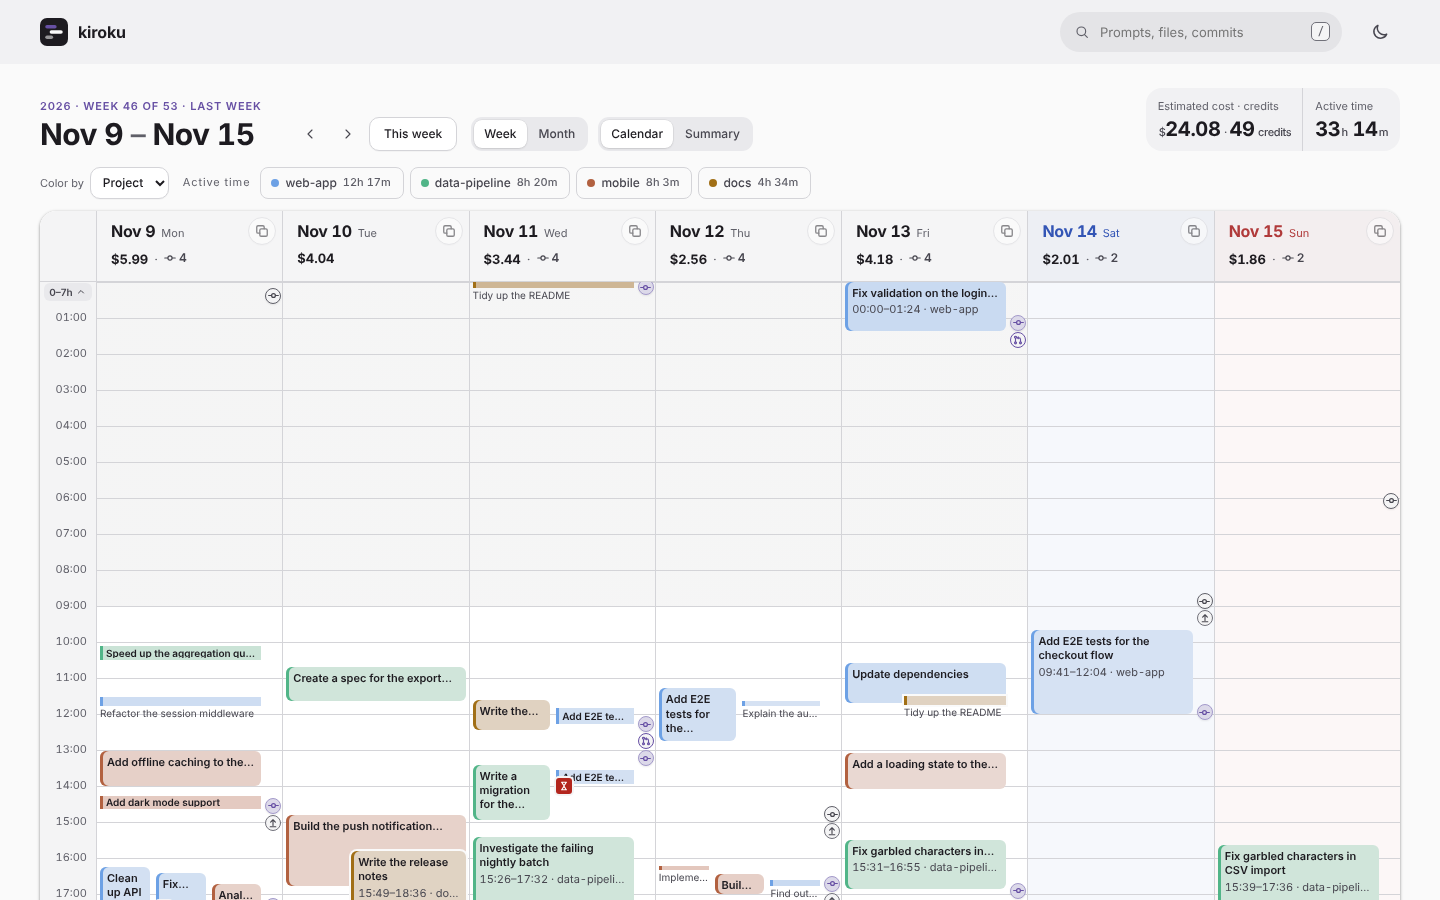 kiroku
Prompts, files, commits
/
2026 · WEEK 46 OF 53 · LAST WEEK
Nov 9 – Nov 15
This week
Week
Month
Calendar
Summary
Estimated cost · credits
$24.08 · 49 credits
Active time
33h 14m
Color by
Project
Active time
web-app 12h 17m
data-pipeline 8h 20m
mobile 8h 3m
docs 4h 34m
Nov 9 Mon
$5.99 · 4
Nov 10 Tue
$4.04
Nov 11 Wed
$3.44 · 4
Nov 12 Thu
$2.56 · 4
Nov 13 Fri
$4.18 · 4
Nov 14 Sat
$2.01 · 2
Nov 15 Sun
$1.86 · 2
0–7h
01:00
02:00
03:00
04:00
05:00
06:00
07:00
08:00
09:00
10:00
11:00
12:00
13:00
14:00
15:00
16:00
17:00
Speed up the aggregation qu...
Refactor the session middleware
Add offline caching to the...
Add dark mode support
Clean
up API
Fix...
Anal...
Create a spec for the export...
Build the push notification...
Write the release
notes
15:49–18:36 · do...
Tidy up the README
Write the...
Add E2E te...
Write a
migration
for the...
Add E2E te...
Investigate the failing
nightly batch
15:26–17:32 · data-pipeli...
Add E2E
tests for
the...
Explain the au...
Impleme...
Buil...
Find out...
Fix validation on the login...
00:00–01:24 · web-app
Update dependencies
Tidy up the README
Add a loading state to the...
Fix garbled characters in...
15:31–16:55 · data-pipeli...
Add E2E tests for the
checkout flow
09:41–12:04 · web-app
Fix garbled characters in
CSV import
15:39–17:36 · data-pipeli...